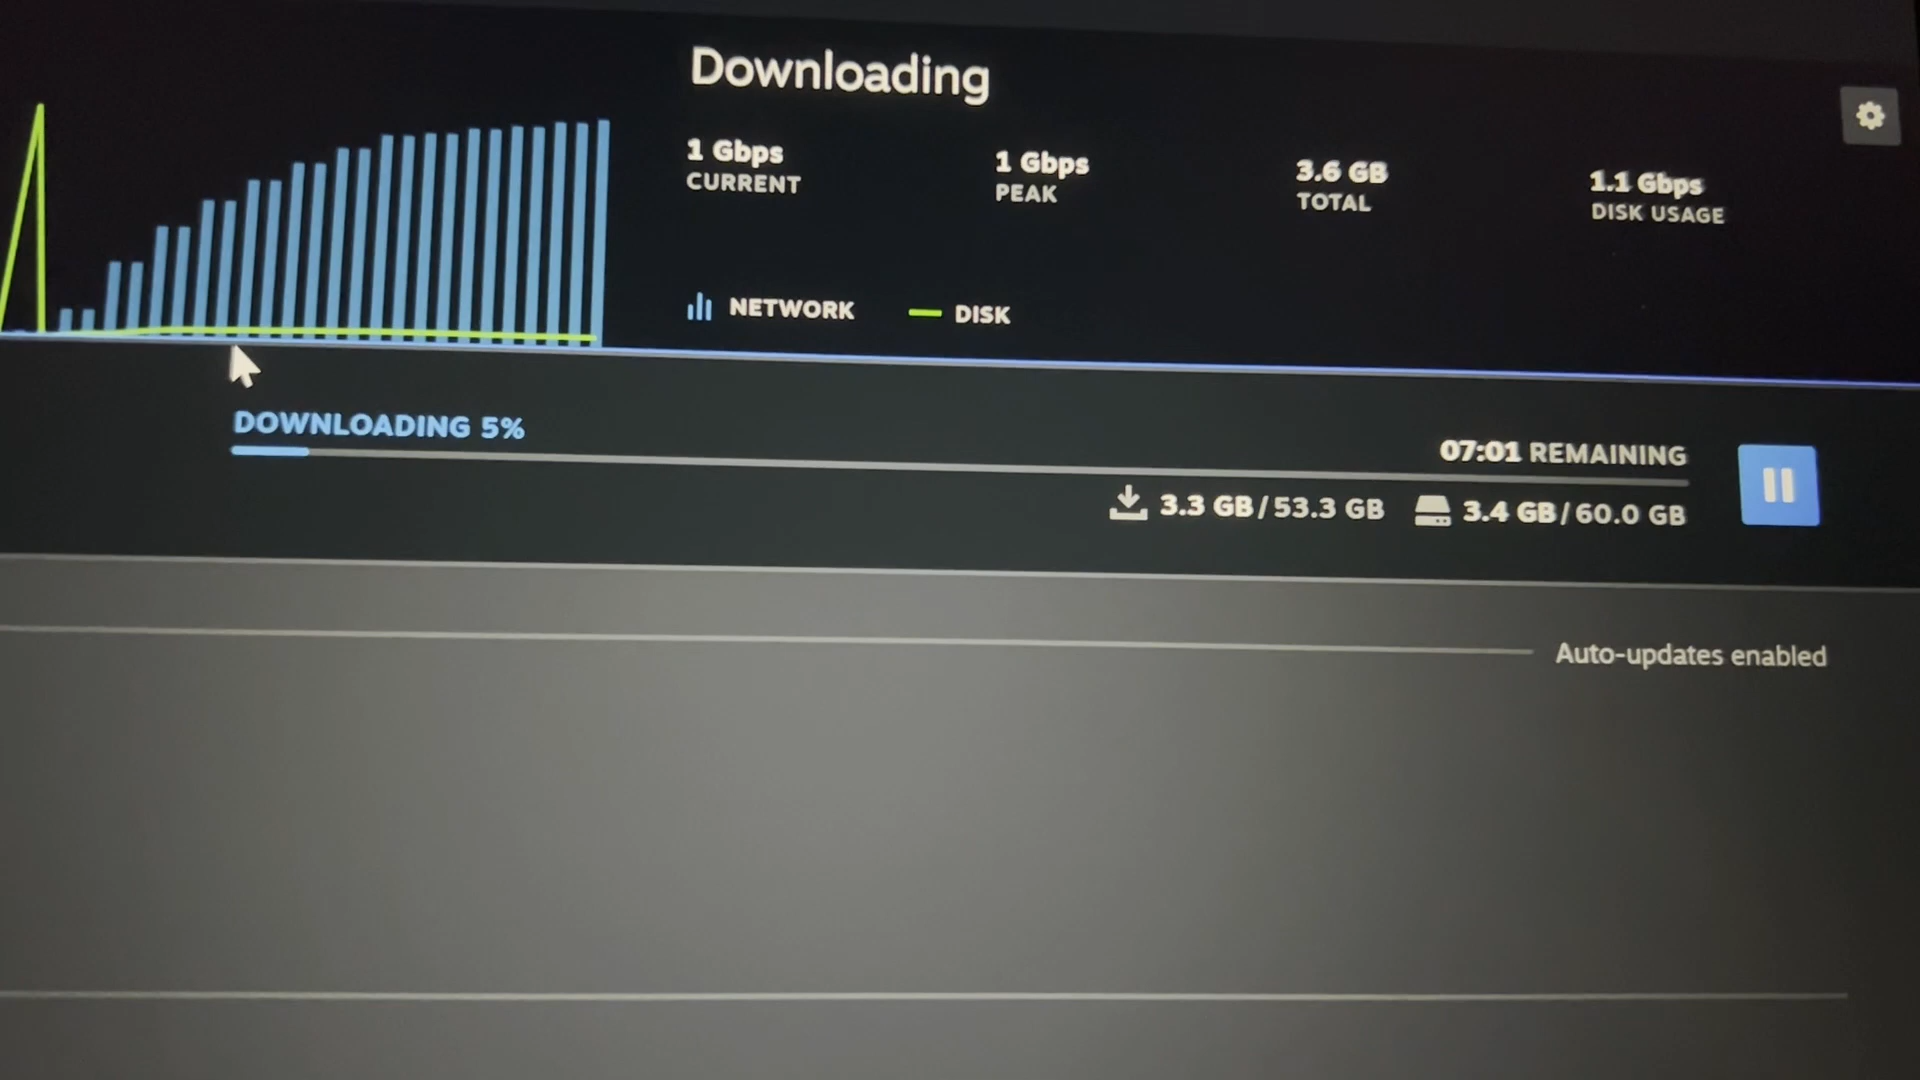 Downloading
1 Gbps
CURRENT
1 Gbps
PEAK
3.6 GB
TOTAL
1.1 Gbps
DISK USAGE
NETWORK
DISK
DOWNLOADING 5%
07:01 REMAINING
3.3 GB/53.3 GB
3.4 GB/60.0 GB
Auto-updates enabled